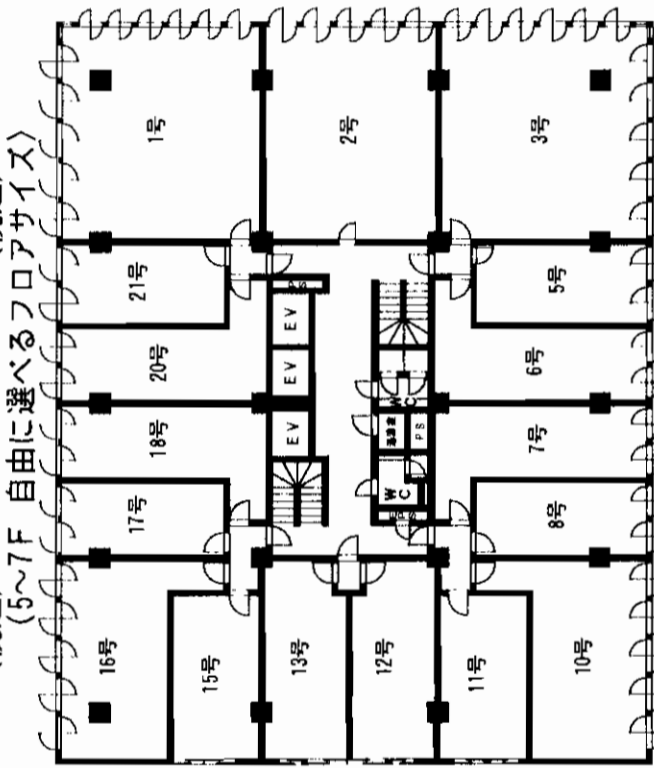 (5~7F 自由に選べるフロアサイズ)
1号
2号
3号
21号
20号
18号
17号
16号
15号
13号
12号
11号
10号
8号
7号
6号
5号
PS
EV
EV
EV
WC
WC
PS